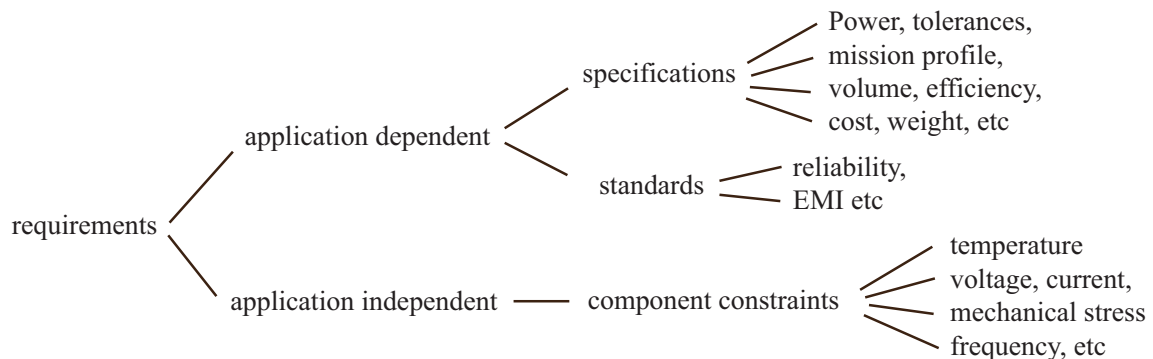 Power, tolerances,
mission profile,
specifications
volume, efficiency,
cost, weight, etc
application dependent
reliability,
standards
EMI etc
requirements
temperature
voltage, current,
application independent
component constraints
mechanical stress
frequency, etc